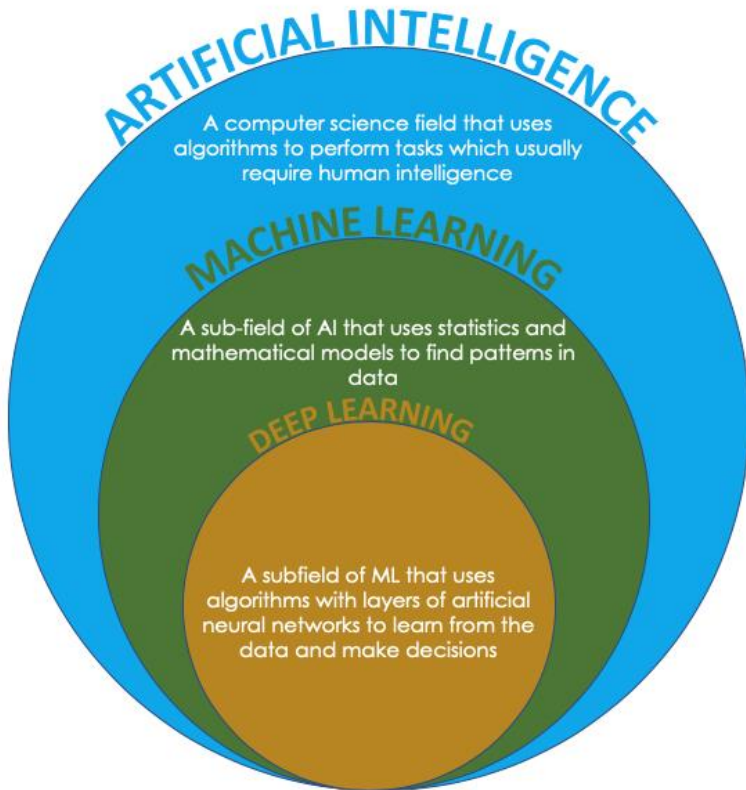 ARTIFICIAL INTELLIGENCE
A computer science field that uses
algorithms to perform tasks which usually
require human intelligence
MACHINE LEARNING
A sub-field of AI that uses statistics and
mathematical models to find patterns in
data
DEEP LEARNING
A subfield of ML that uses
algorithms with layers of artificial
neural networks to learn from the
data and make decisions